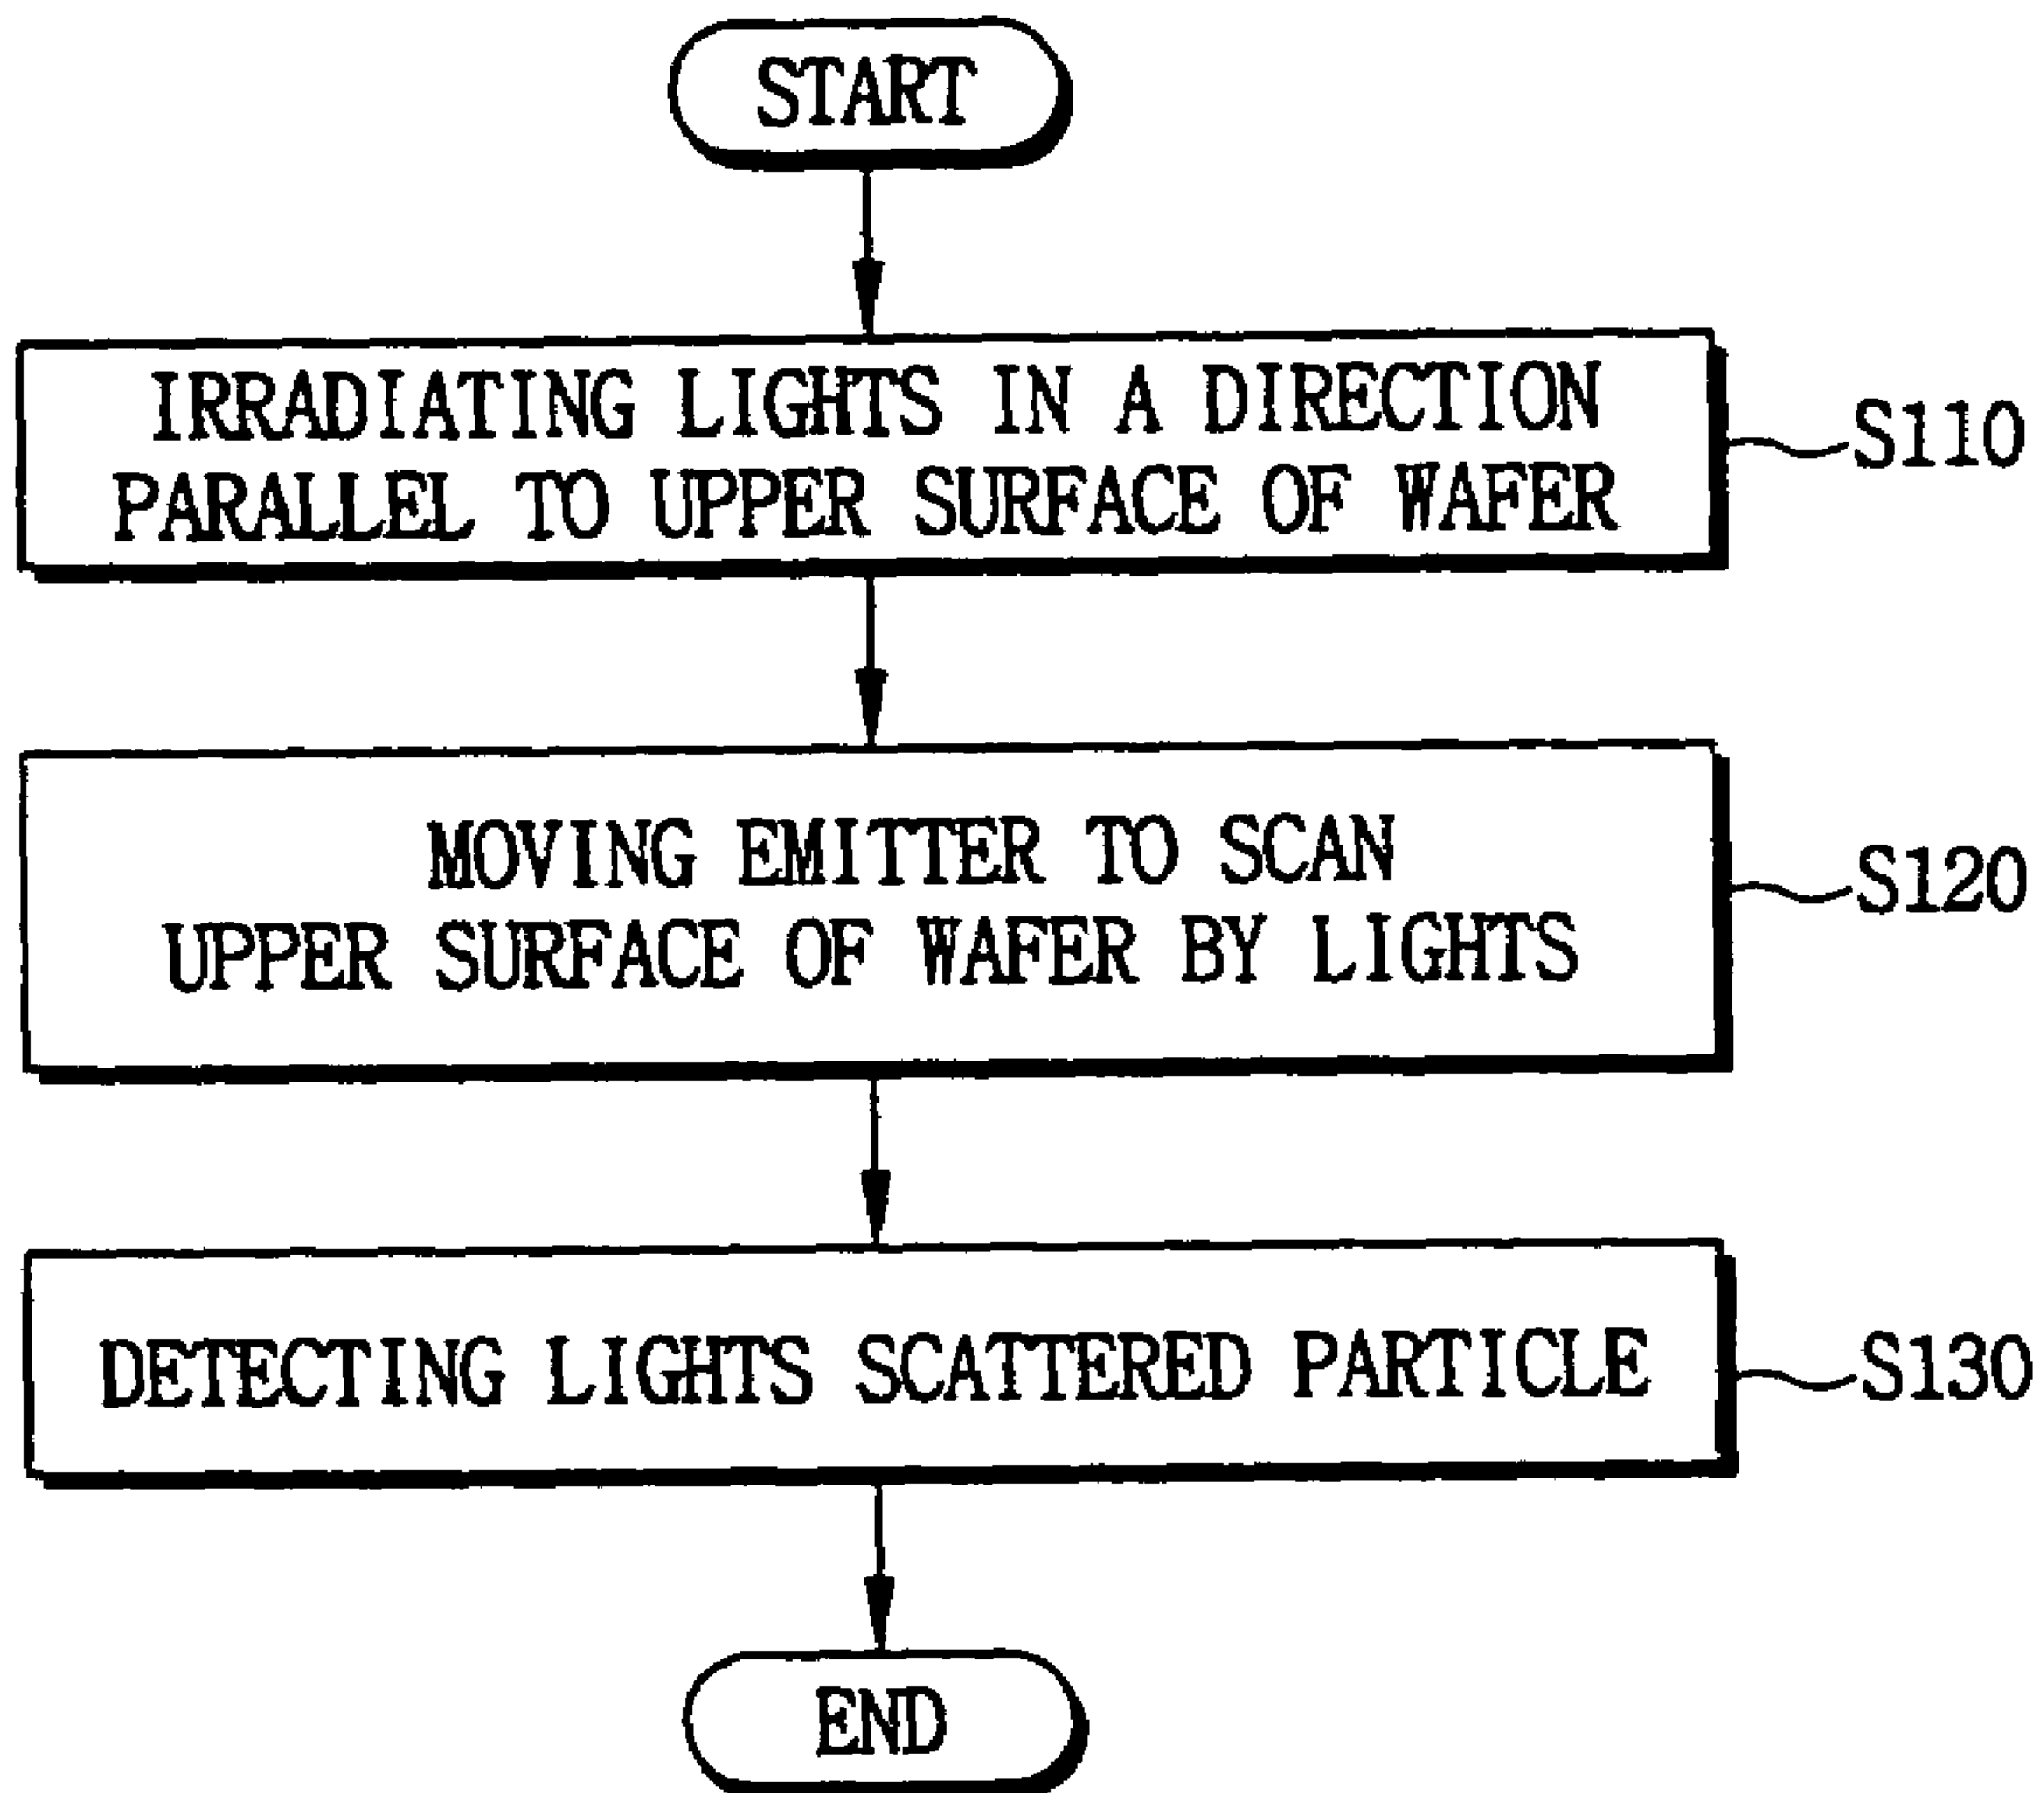 START
IRRADIATING LIGHTS IN A DIRECTION
PARALLEL TO UPPER SURFACE OF WAFER
S110
MOVING EMITTER TO SCAN
UPPER SURFACE OF WAFER BY LIGHTS
S120
DETECTING LIGHTS SCATTERED PARTICLE
S130
END